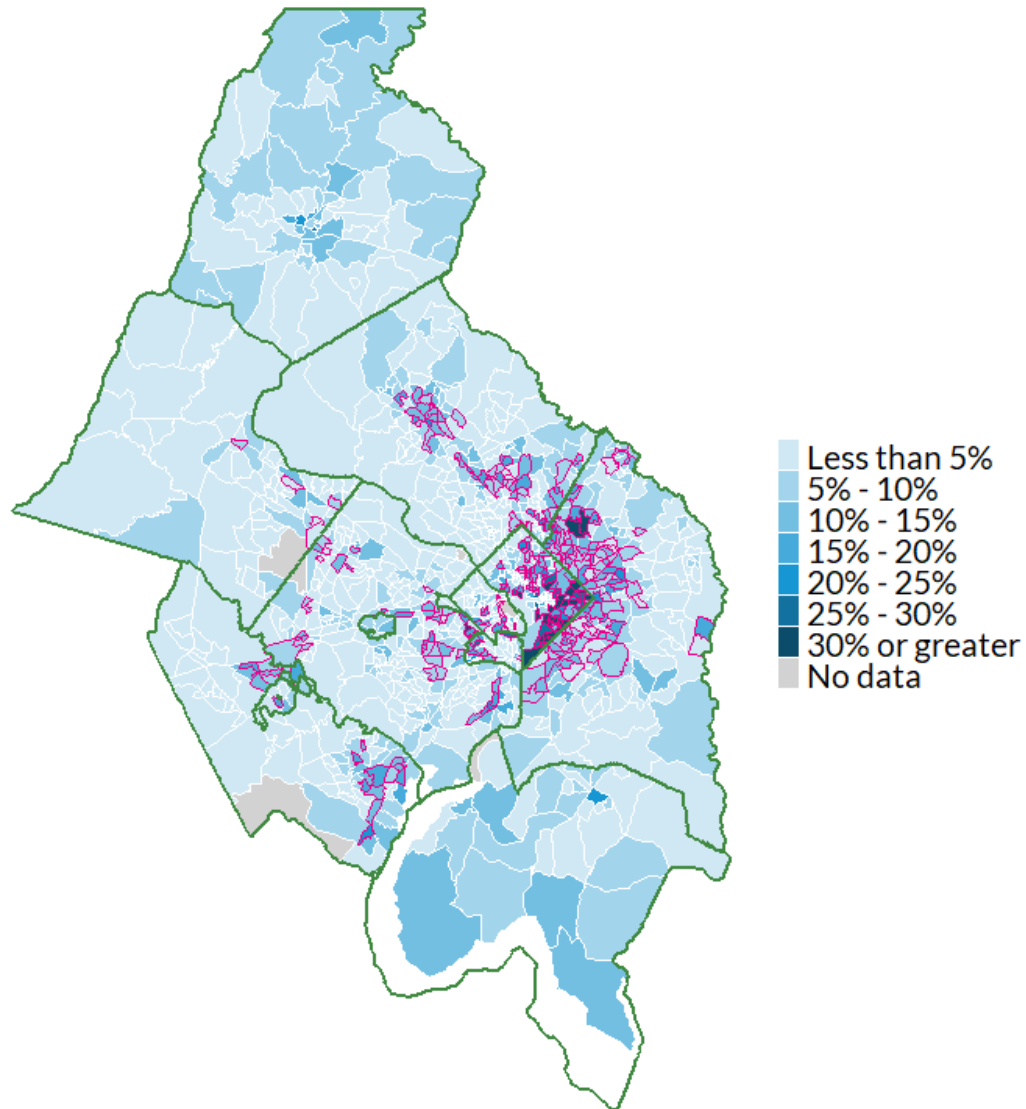 Less than 5%
5% - 10%
10% - 15%
15% - 20%
20% - 25%
25% - 30%
30% or greater
No data